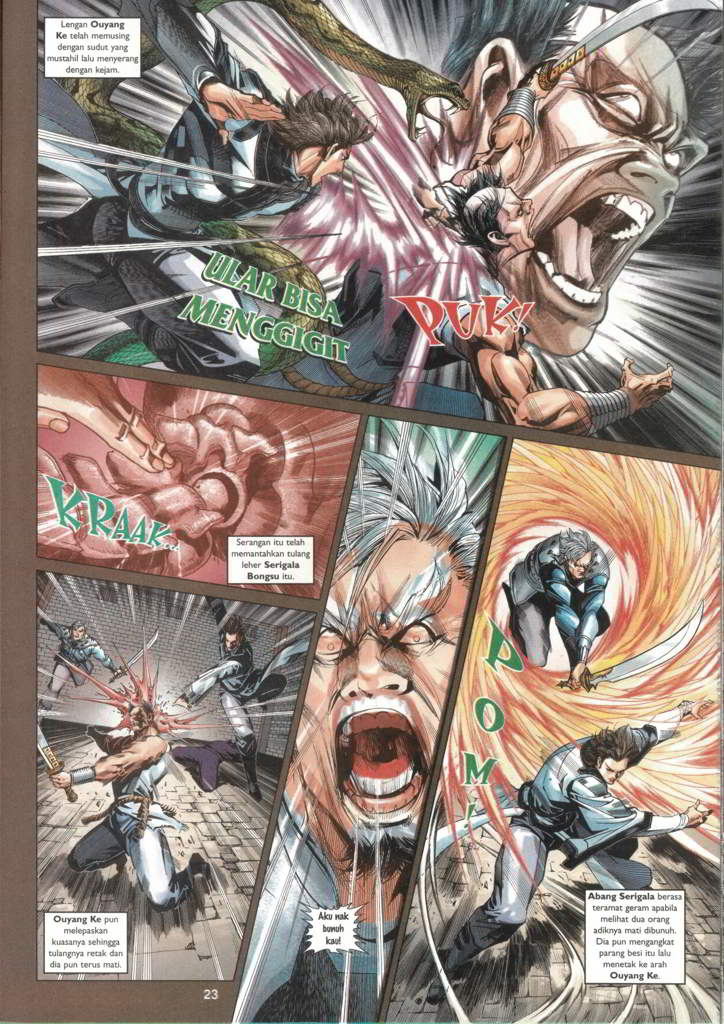 Lengan Ouyang
Ke telah memusing
dengan sudut yang
mustahil lalu menyerang
dengan kejam.
ULAR BISA
MENGGIGIT
PUK!
KRAAK...
Serangan itu telah
memantahkan tulang
leher Serigala
Bongsu itu.
Ouyang Ke pun
melepaskan
kuasanya sehingga
tulangnya retak dan
dia pun terus mati.
Aku nak
bunuh
kau!
POM!
Abang Serigala berasa
teramat geram apabila
melihat dua orang
adiknya mati dibunuh.
Dia pun mengangkat
parang besi itu lalu
menetak ke arah
Ouyang Ke.
23